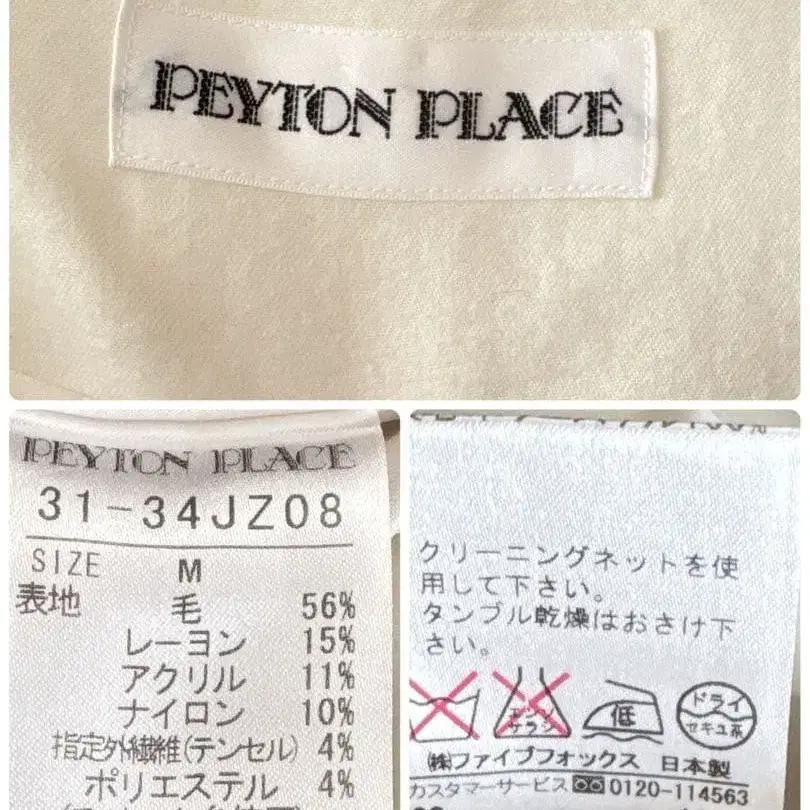 PEYTON PLACE
PEYTON PLACE
31-34JZ08
SIZE M
表地 毛 56%
レーヨン 15%
アクリル 11%
ナイロン 10%
指定外繊維(テンセル) 4%
ポリエステル 4%
クリーニングネットを使
用して下さい。
タンブル乾燥はおさけ下
さい。
エンソ
サラシ
低
ドライ
セキユ系
(株)ファイブフォックス 日本製
カスタマーサービス 0120-114563